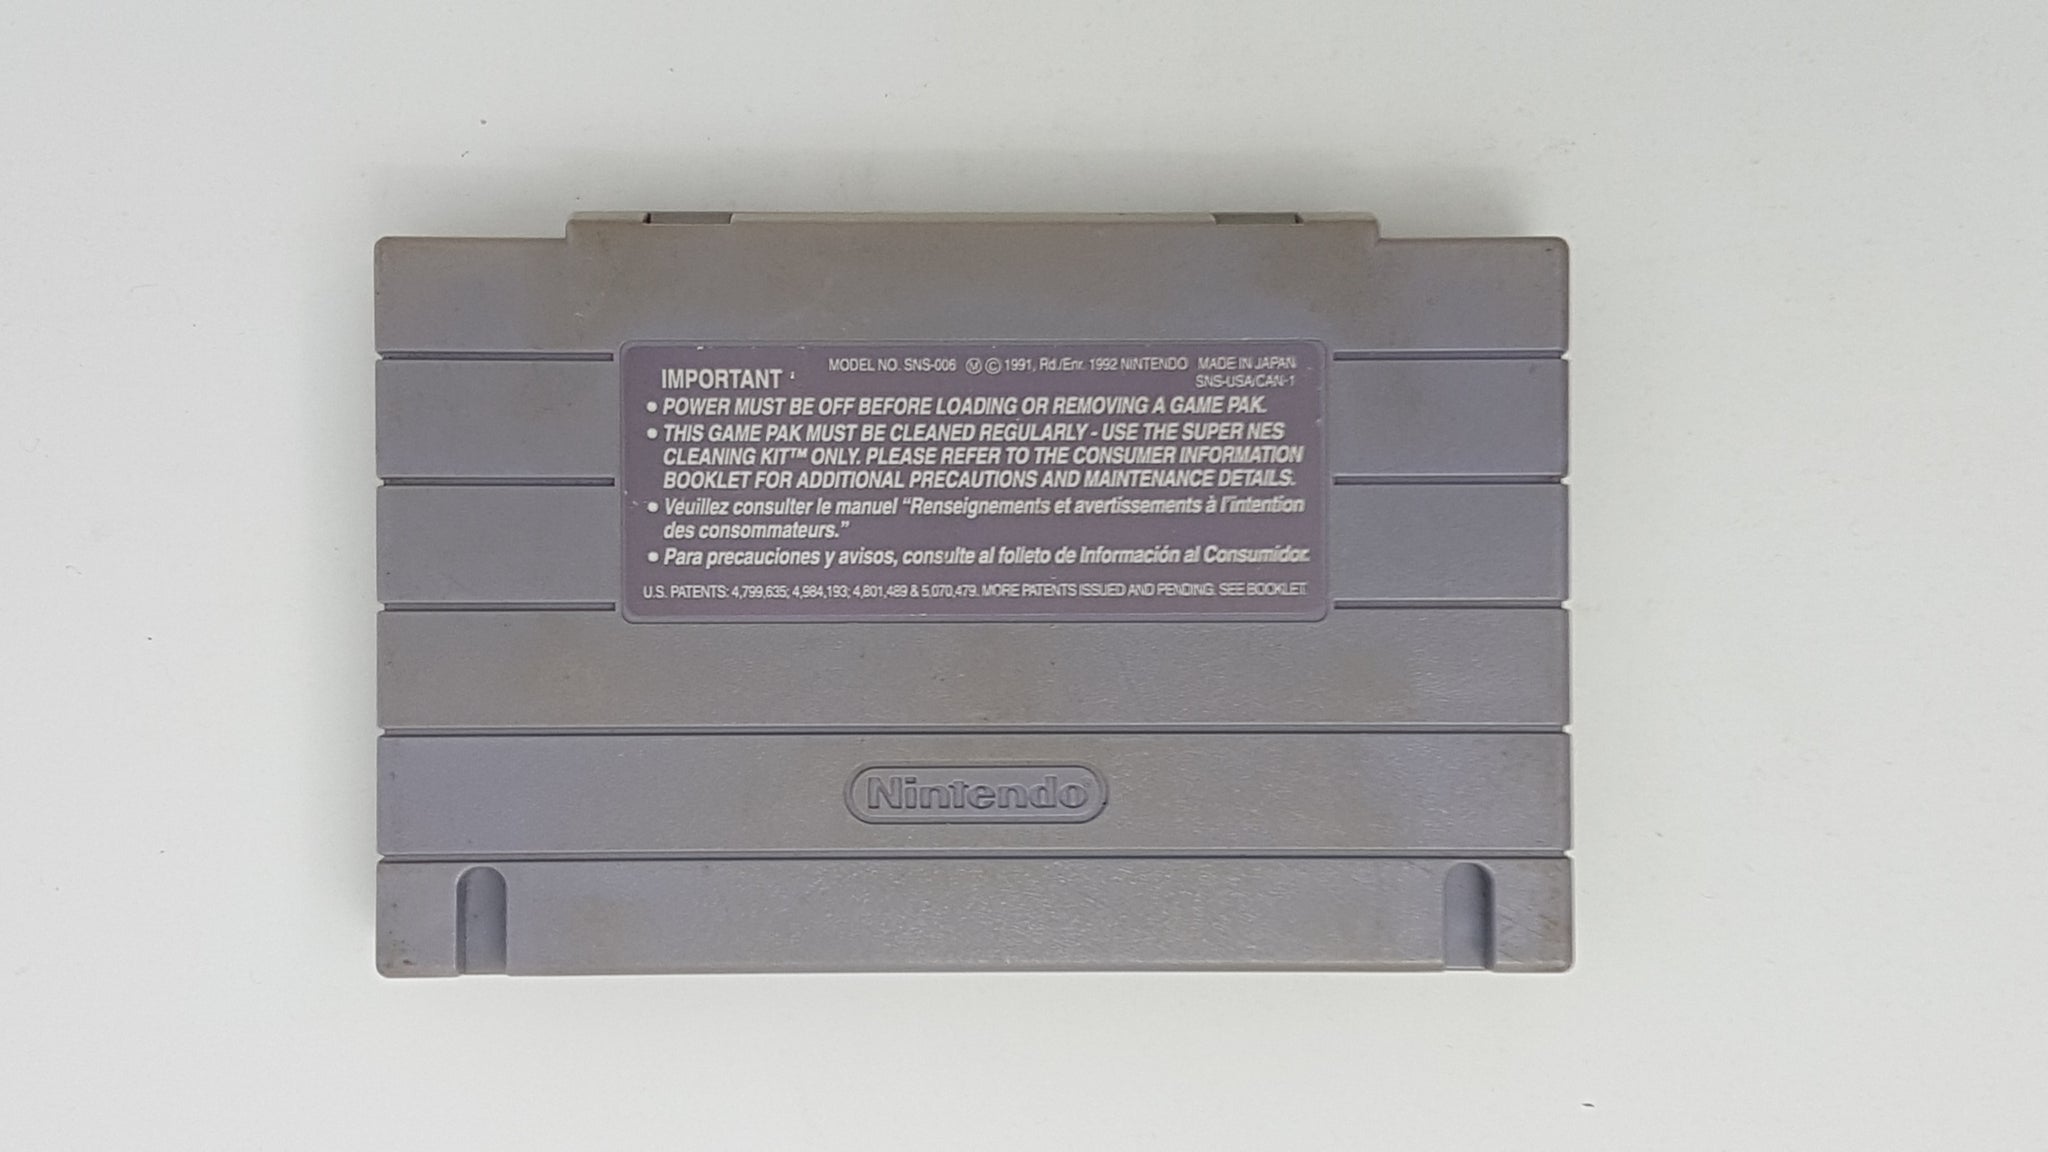 MODEL NO. SNS-006 Ⓜ © 1991, Rd./Enr. 1992 NINTENDO MADE IN JAPAN
IMPORTANT : SNS-USA/CAN-1
• POWER MUST BE OFF BEFORE LOADING OR REMOVING A GAME PAK.
• THIS GAME PAK MUST BE CLEANED REGULARLY - USE THE SUPER NES
CLEANING KIT™ ONLY. PLEASE REFER TO THE CONSUMER INFORMATION
BOOKLET FOR ADDITIONAL PRECAUTIONS AND MAINTENANCE DETAILS.
• Veuillez consulter le manuel “Renseignements et avertissements à l'intention
des consommateurs.”
• Para precauciones y avisos, consulte al folleto de Información al Consumidor.
U.S. PATENTS: 4,799,635; 4,984,193; 4,801,489 & 5,070,479. MORE PATENTS ISSUED AND PENDING. SEE BOOKLET.
Nintendo